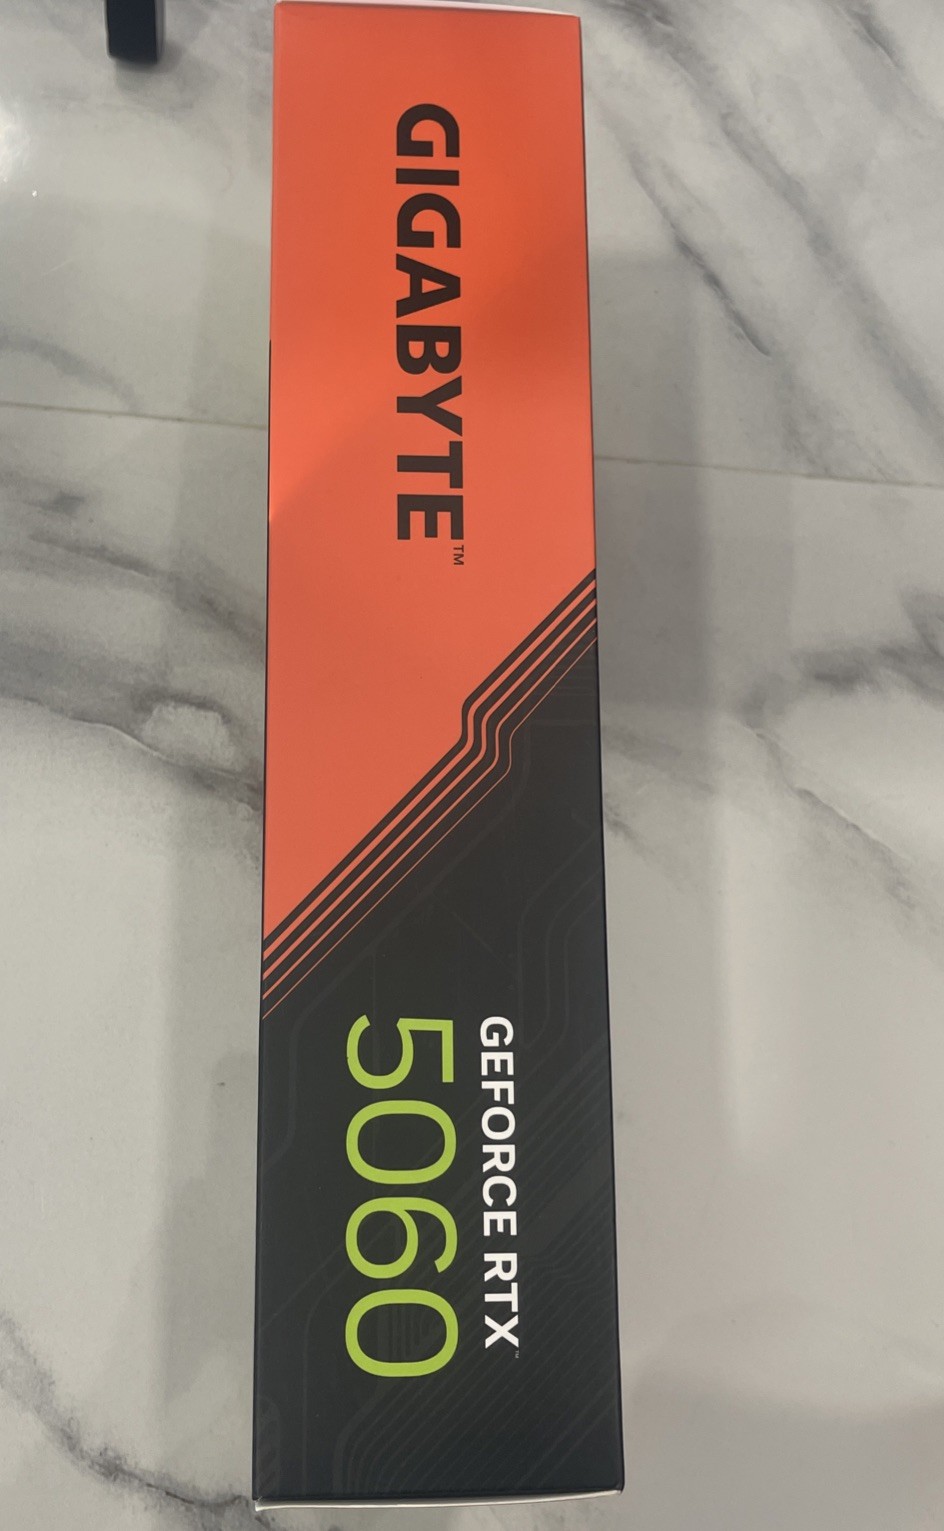 GIGABYTE™
GEFORCE RTX™
5060